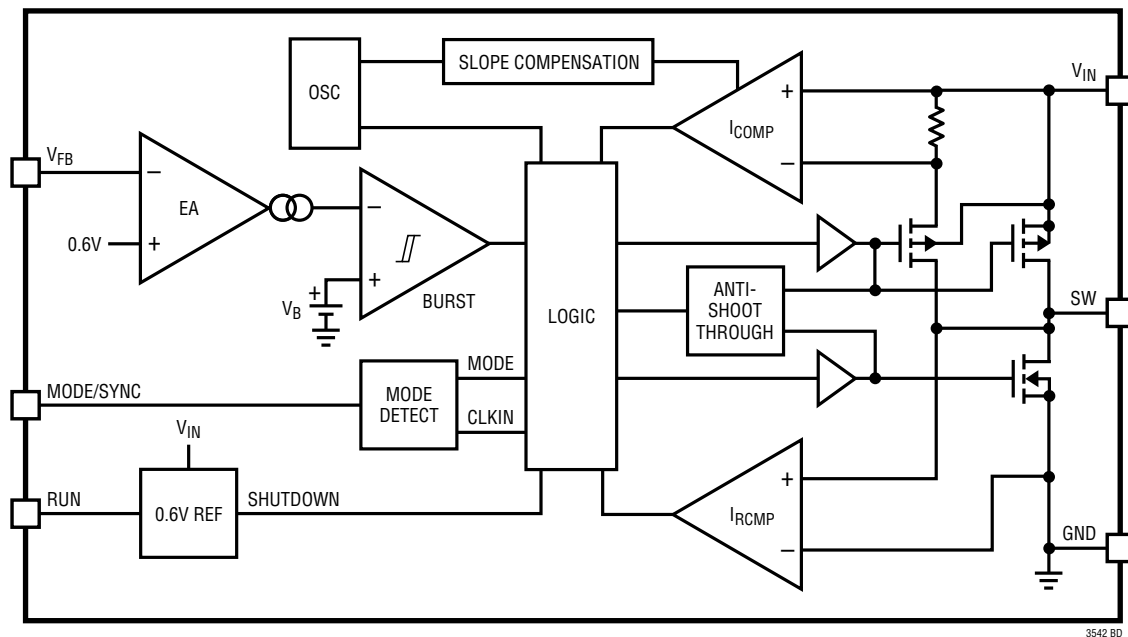 OSC
SLOPE COMPENSATION
VIN
+
ICOMP
–
VFB
–
EA
+
0.6V
–
+
BURST
+
VB
LOGIC
ANTI-
SHOOT
THROUGH
SW
MODE/SYNC
MODE
DETECT
MODE
CLKIN
VIN
RUN
0.6V REF
SHUTDOWN
+
IRCMP
–
GND
3542 BD